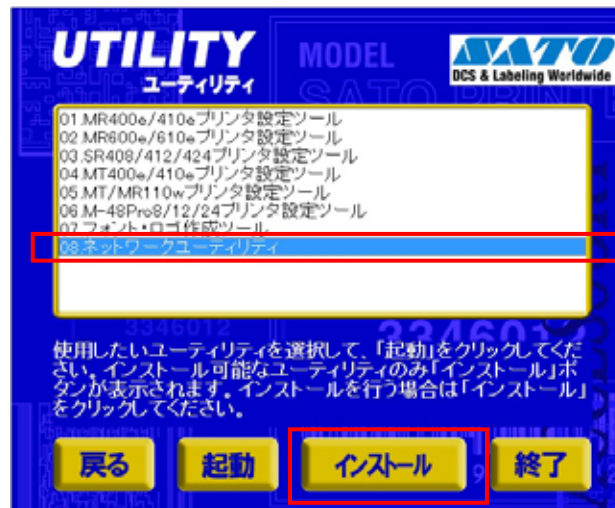 UTILITY
ユーティリティ
MODEL
SATO
DCS & Labeling Worldwide
SATO PRINT
01.MR400e/410eプリンタ設定ツール
02.MR600e/610eプリンタ設定ツール
03.SR408/412/424プリンタ設定ツール
04.MT400e/410eプリンタ設定ツール
05.MT/MR110wプリンタ設定ツール
06.M-48Pro8/12/24プリンタ設定ツール
07.フォント・ロゴ作成ツール
08.ネットワークユーティリティ
3346012
3346012
使用したいユーティリティを選択して、「起動」をクリックしてくだ
さい。インストール可能なユーティリティのみ「インストール」ボ
タンが表示されます。インストールを行う場合は「インストール」
をクリックしてください。
戻る
起動
インストール
終了